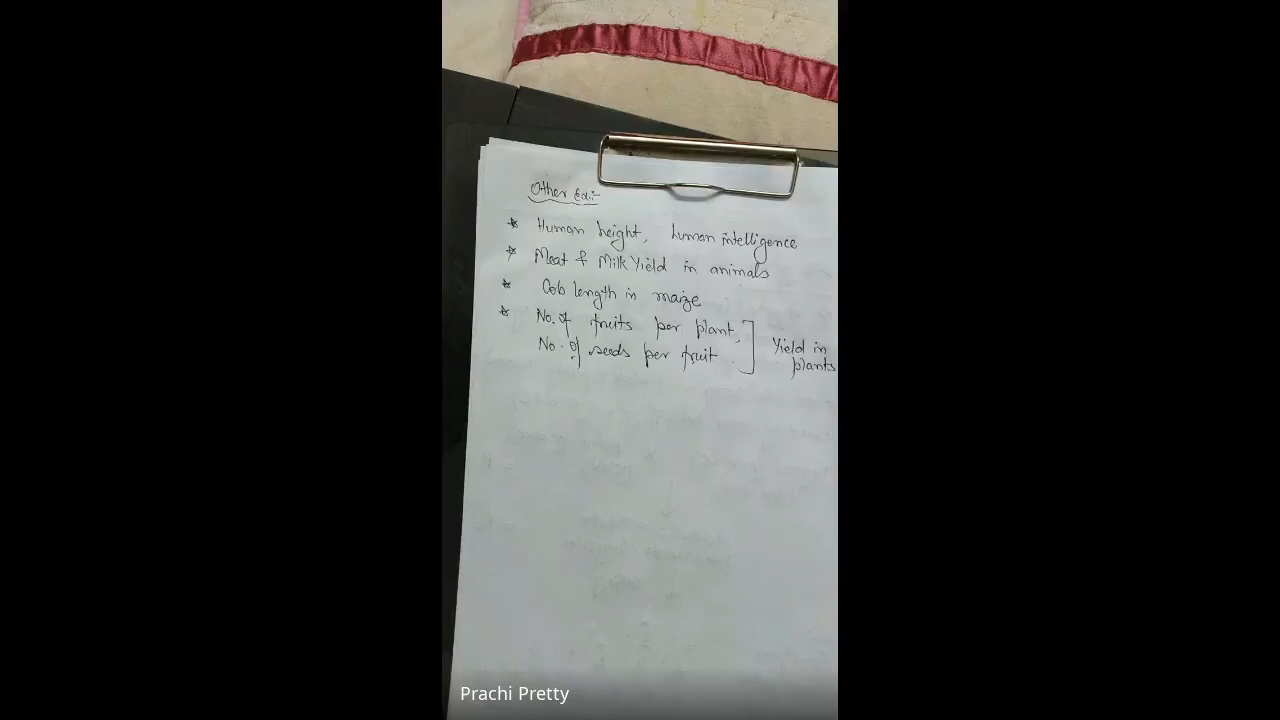 Other Ex:-
* Human height, human intelligence
* Meat & Milk Yield in animals
* Cob length in maize
* No. of fruits per plant,
No. of seeds per fruit
Yield in
plants
Prachi Pretty